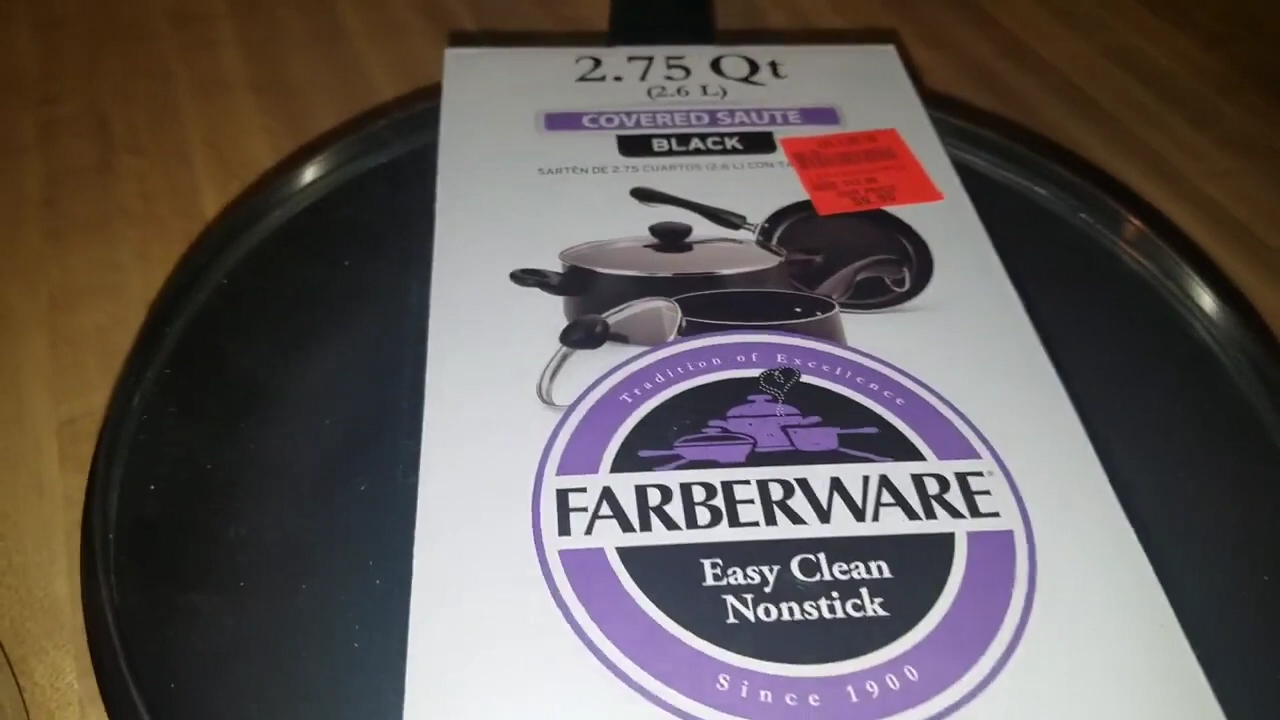 2.75 Qt
(2.6 L)
COVERED SAUTE
BLACK
SARTÉN DE 2.75 CUARTOS (2.6 L) CON
Tradition of Excellence
FARBERWARE®
Easy Clean
Nonstick
Since 1900